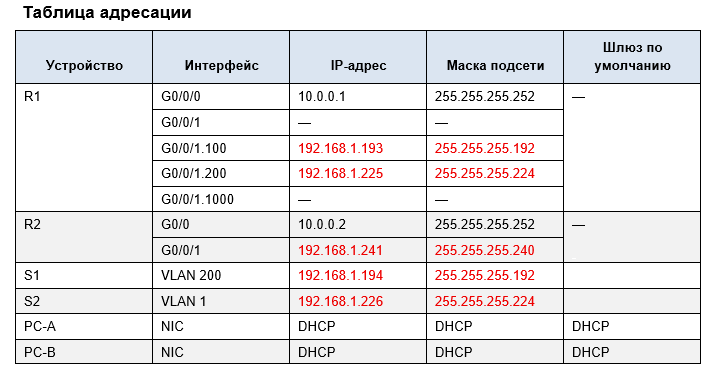 Таблица адресации
Устройство Интерфейс IP-адрес Маска подсети Шлюз по умолчанию
R1 G0/0/0 10.0.0.1 255.255.255.252 —
G0/0/1 — —
G0/0/1.100 192.168.1.193 255.255.255.192
G0/0/1.200 192.168.1.225 255.255.255.224
G0/0/1.1000 — —
R2 G0/0 10.0.0.2 255.255.255.252 —
G0/0/1 192.168.1.241 255.255.255.240
S1 VLAN 200 192.168.1.194 255.255.255.192
S2 VLAN 1 192.168.1.226 255.255.255.224
PC-A NIC DHCP DHCP DHCP
PC-B NIC DHCP DHCP DHCP